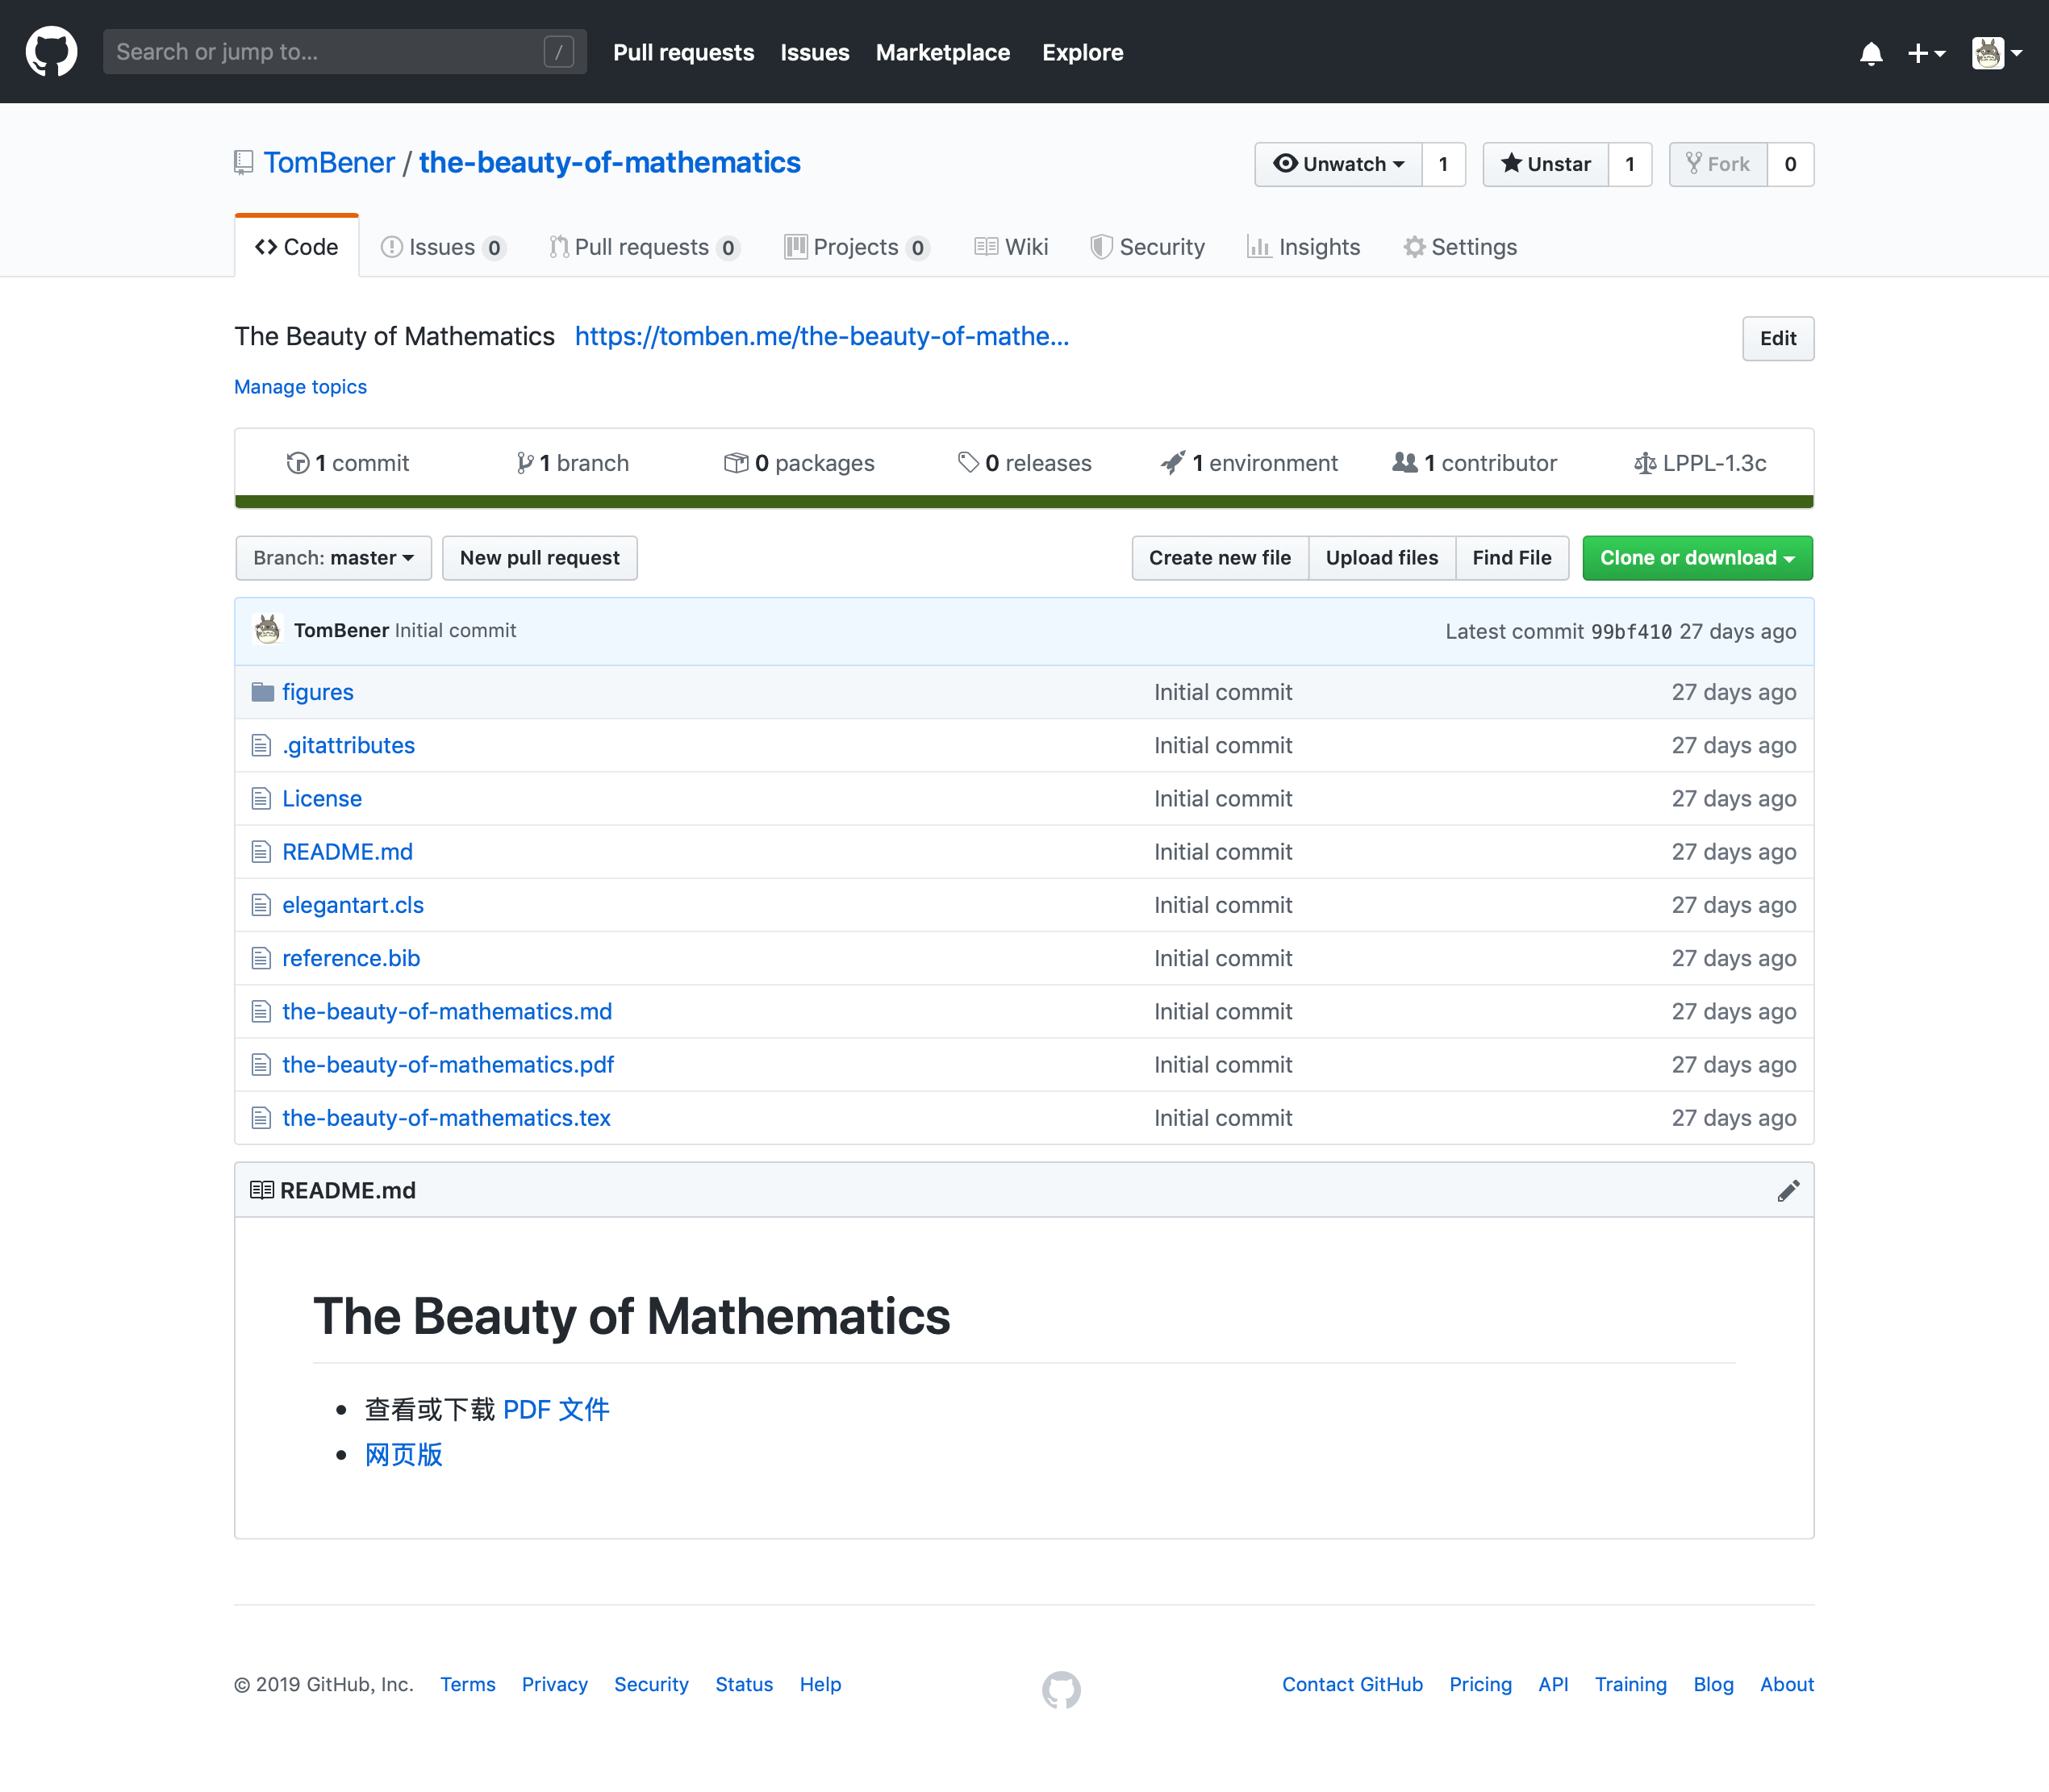 Search or jump to... / Pull requests Issues Marketplace Explore
TomBener / the-beauty-of-mathematics Unwatch 1 Unstar 1 Fork 0
Code Issues 0 Pull requests 0 Projects 0 Wiki Security Insights Settings
The Beauty of Mathematics https://tomben.me/the-beauty-of-mathe... Edit
Manage topics
1 commit 1 branch 0 packages 0 releases 1 environment 1 contributor LPPL-1.3c
Branch: master New pull request Create new file Upload files Find File Clone or download
TomBener Initial commit Latest commit 99bf410 27 days ago
figures Initial commit 27 days ago
.gitattributes Initial commit 27 days ago
License Initial commit 27 days ago
README.md Initial commit 27 days ago
elegantart.cls Initial commit 27 days ago
reference.bib Initial commit 27 days ago
the-beauty-of-mathematics.md Initial commit 27 days ago
the-beauty-of-mathematics.pdf Initial commit 27 days ago
the-beauty-of-mathematics.tex Initial commit 27 days ago
README.md
The Beauty of Mathematics
• 查看或下载 PDF 文件
• 网页版
© 2019 GitHub, Inc. Terms Privacy Security Status Help Contact GitHub Pricing API Training Blog About